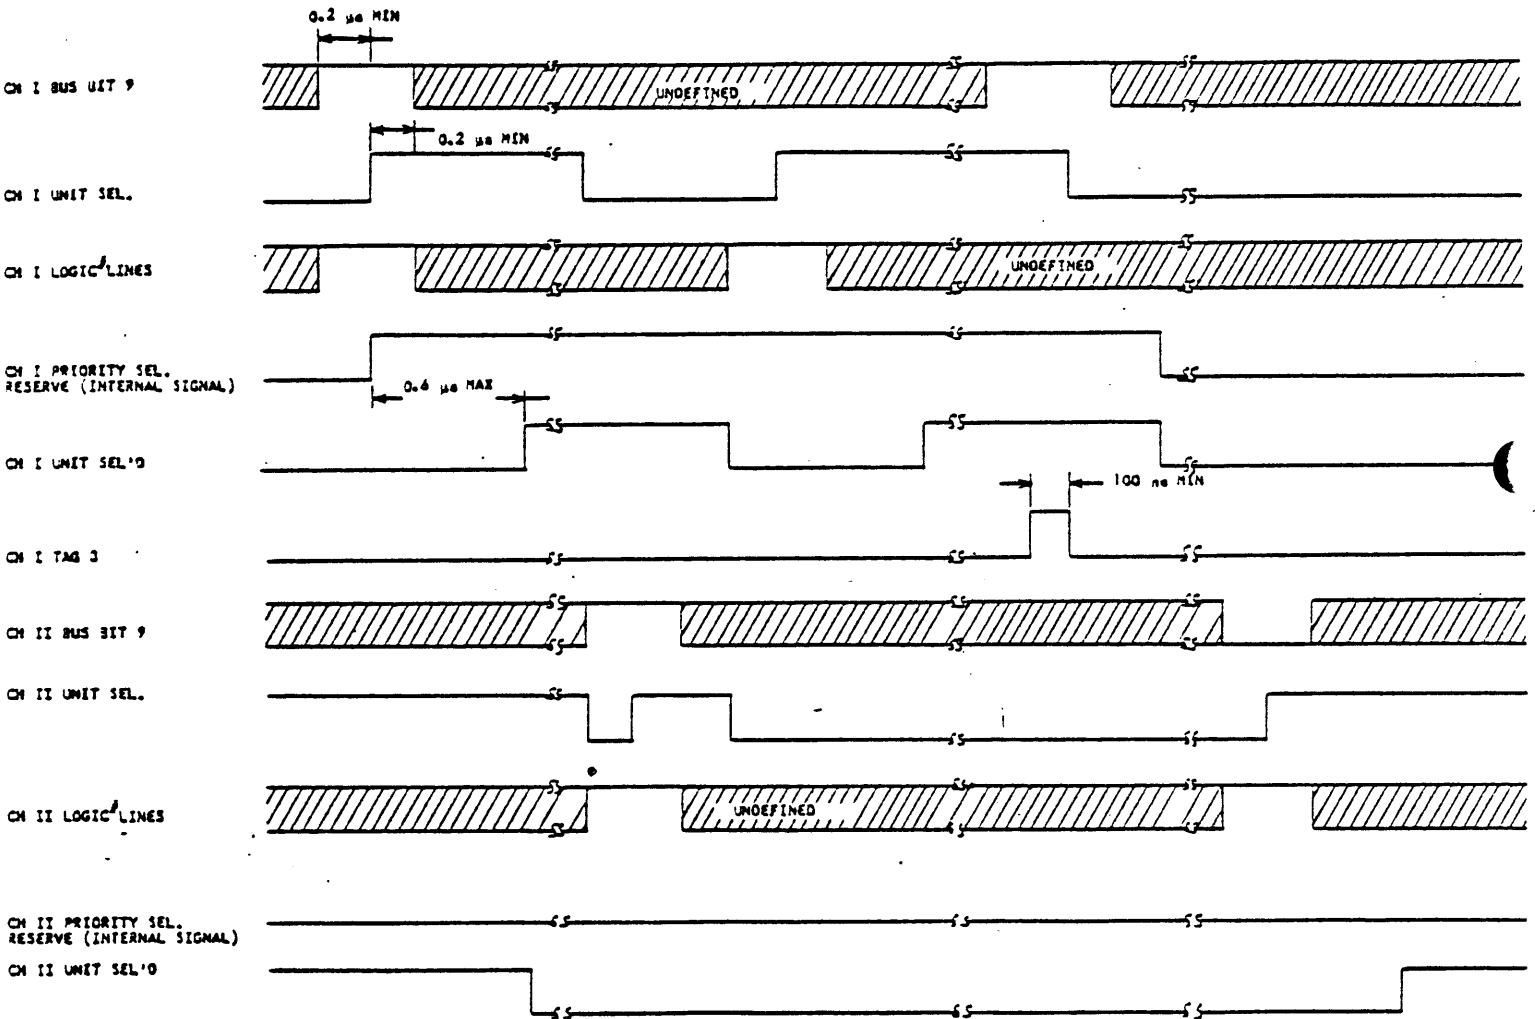 0.2 µs MIN
CH I BUS BIT 9
UNDEFINED
0.2 µs MIN
CH I UNIT SEL.
CH I LOGIC LINES
UNDEFINED
CH I PRIORITY SEL.
RESERVE (INTERNAL SIGNAL)
0.6 µs MAX
CH I UNIT SEL'D
100 ns MIN
CH I TAG 3
CH II BUS BIT 9
CH II UNIT SEL.
CH II LOGIC LINES
UNDEFINED
CH II PRIORITY SEL.
RESERVE (INTERNAL SIGNAL)
CH II UNIT SEL'D